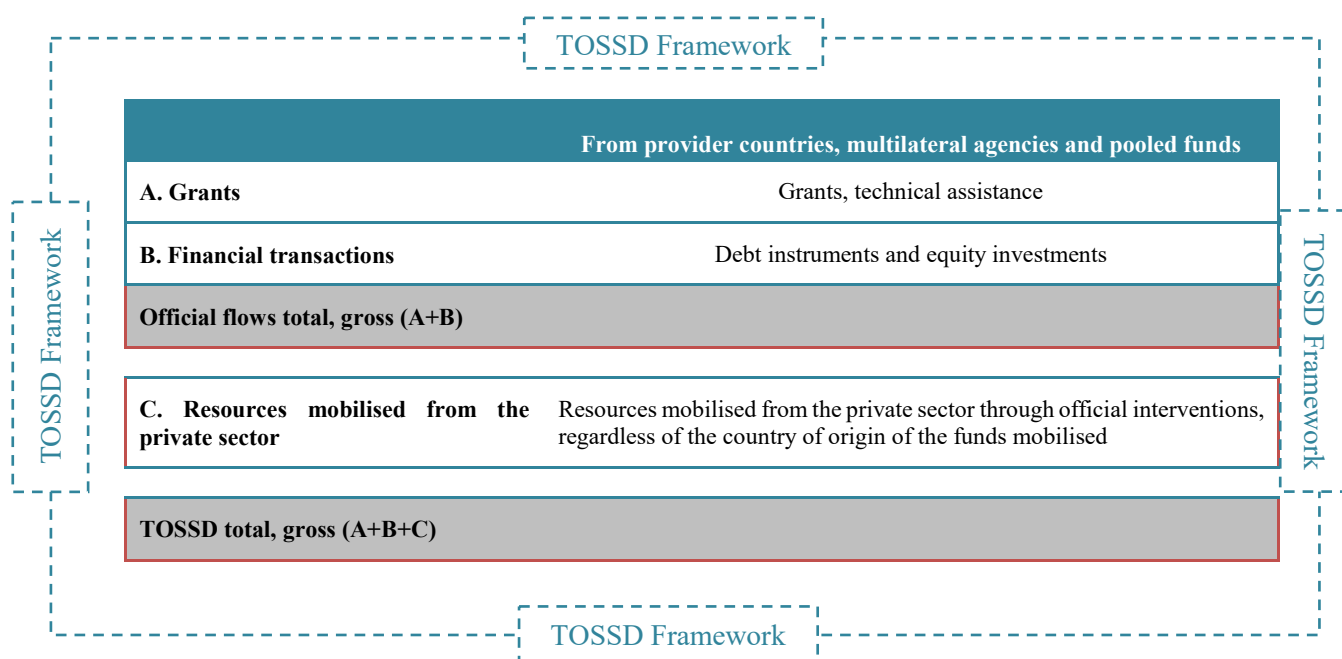 TOSSD Framework
From provider countries, multilateral agencies and pooled funds
A. Grants
Grants, technical assistance
B. Financial transactions
Debt instruments and equity investments
Official flows total, gross (A+B)
C. Resources mobilised from the
private sector
Resources mobilised from the private sector through official interventions,
regardless of the country of origin of the funds mobilised
TOSSD total, gross (A+B+C)
TOSSD Framework
TOSSD Framework
TOSSD Framework